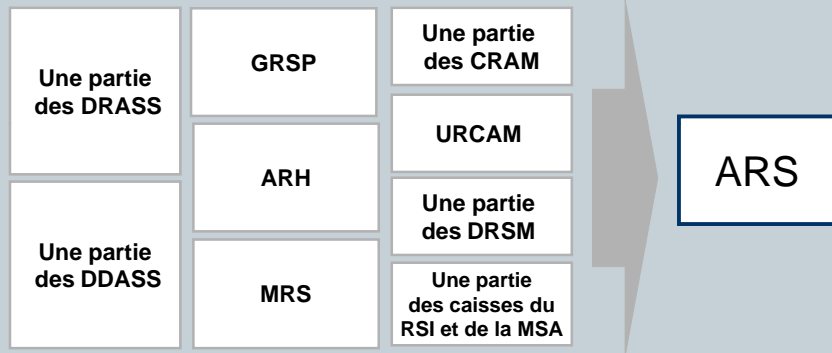 Une partie
des DRASS
Une partie
des DDASS
GRSP
ARH
MRS
Une partie
des CRAM
URCAM
Une partie
des DRSM
Une partie
des caisses du
RSI et de la MSA
ARS